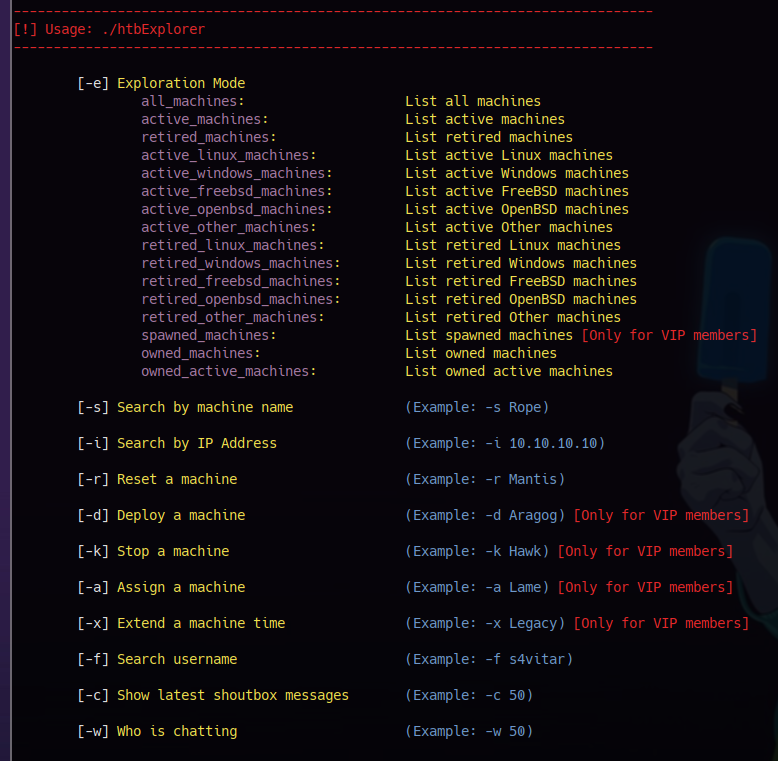 --------------------------------------------------------------------------------
[!] Usage: ./htbExplorer
--------------------------------------------------------------------------------
[-e] Exploration Mode
all_machines: List all machines
active_machines: List active machines
retired_machines: List retired machines
active_linux_machines: List active Linux machines
active_windows_machines: List active Windows machines
active_freebsd_machines: List active FreeBSD machines
active_openbsd_machines: List active OpenBSD machines
active_other_machines: List active Other machines
retired_linux_machines: List retired Linux machines
retired_windows_machines: List retired Windows machines
retired_freebsd_machines: List retired FreeBSD machines
retired_openbsd_machines: List retired OpenBSD machines
retired_other_machines: List retired Other machines
spawned_machines: List spawned machines [Only for VIP members]
owned_machines: List owned machines
owned_active_machines: List owned active machines
[-s] Search by machine name (Example: -s Rope)
[-i] Search by IP Address (Example: -i 10.10.10.10)
[-r] Reset a machine (Example: -r Mantis)
[-d] Deploy a machine (Example: -d Aragog) [Only for VIP members]
[-k] Stop a machine (Example: -k Hawk) [Only for VIP members]
[-a] Assign a machine (Example: -a Lame) [Only for VIP members]
[-x] Extend a machine time (Example: -x Legacy) [Only for VIP members]
[-f] Search username (Example: -f s4vitar)
[-c] Show latest shoutbox messages (Example: -c 50)
[-w] Who is chatting (Example: -w 50)